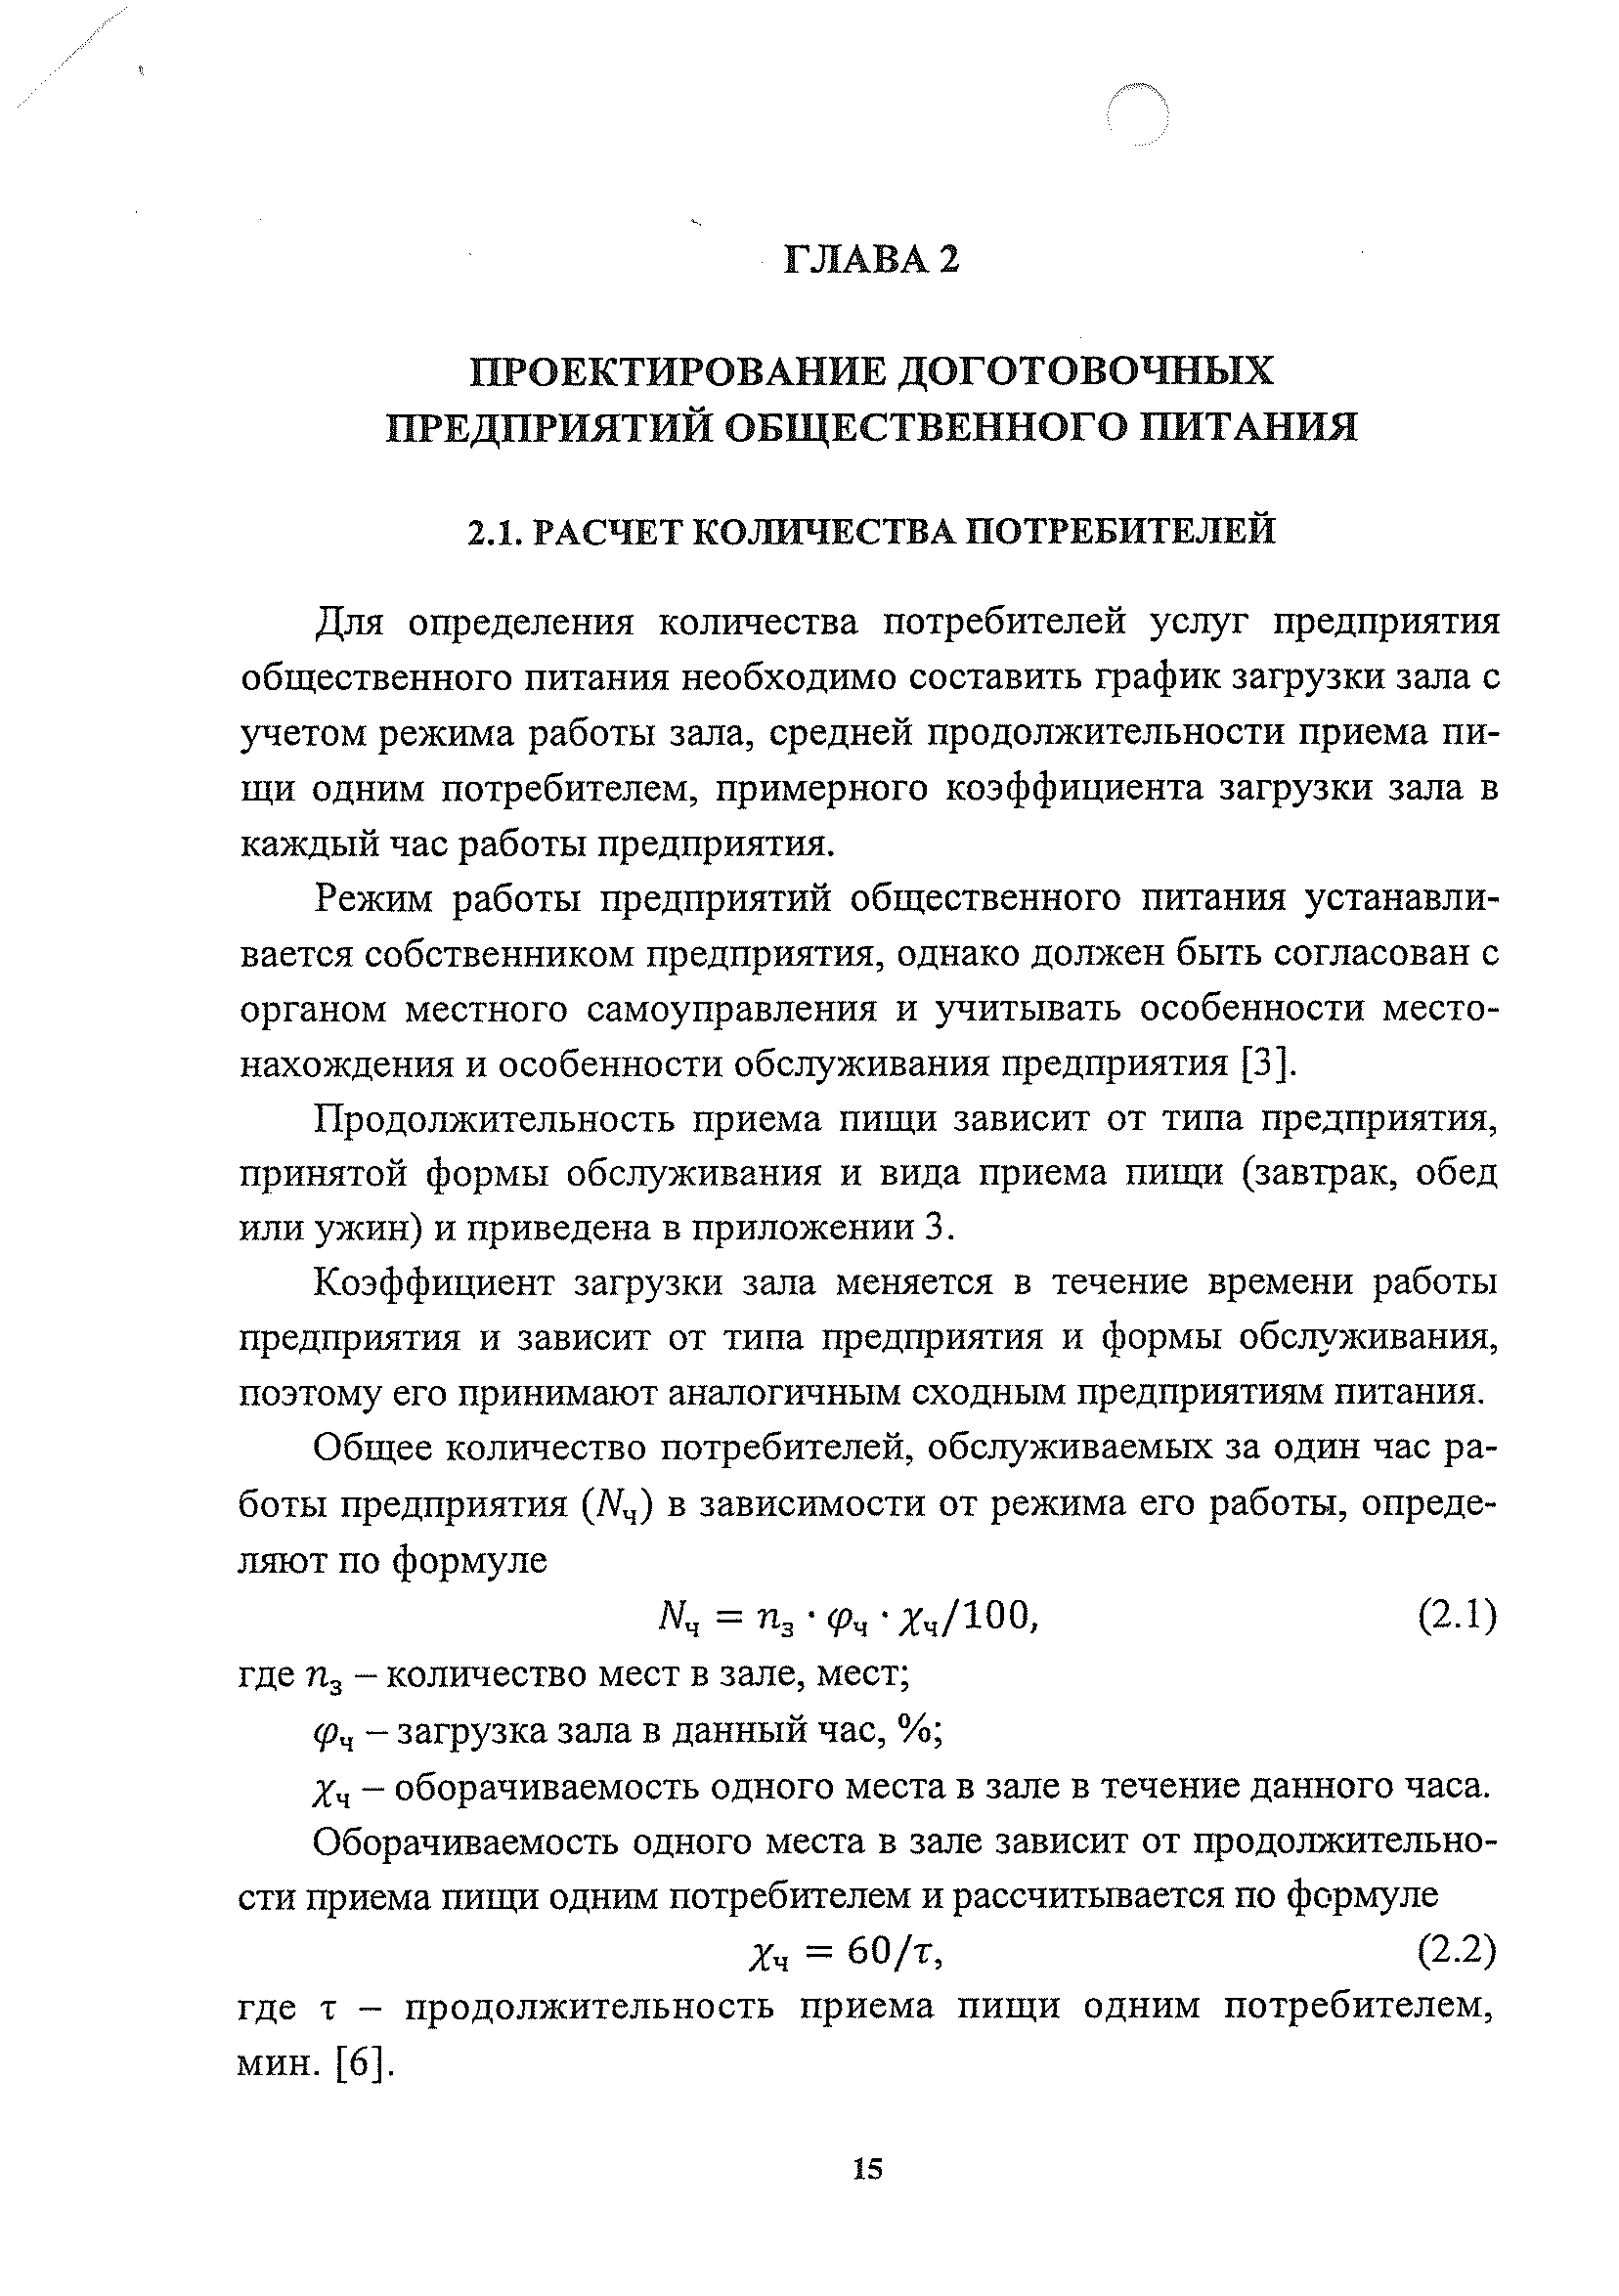 ГЛАВА 2
ПРОЕКТИРОВАНИЕ ДОГОТОВОЧНЫХ
ПРЕДПРИЯТИЙ ОБЩЕСТВЕННОГО ПИТАНИЯ
2.1. РАСЧЕТ КОЛИЧЕСТВА ПОТРЕБИТЕЛЕЙ
Для определения количества потребителей услуг предприятия
общественного питания необходимо составить график загрузки зала с
учетом режима работы зала, средней продолжительности приема пи-
щи одним потребителем, примерного коэффициента загрузки зала в
каждый час работы предприятия.
Режим работы предприятий общественного питания устанавли-
вается собственником предприятия, однако должен быть согласован с
органом местного самоуправления и учитывать особенности место-
нахождения и особенности обслуживания предприятия [3].
Продолжительность приема пищи зависит от типа предприятия,
принятой формы обслуживания и вида приема пищи (завтрак, обед
или ужин) и приведена в приложении 3.
Коэффициент загрузки зала меняется в течение времени работы
предприятия и зависит от типа предприятия и формы обслуживания,
поэтому его принимают аналогичным сходным предприятиям питания.
Общее количество потребителей, обслуживаемых за один час ра-
боты предприятия (Nч) в зависимости от режима его работы, опреде-
ляют по формуле
Nч = nз · φч · χч/100, (2.1)
где nз – количество мест в зале, мест;
φч – загрузка зала в данный час, %;
χч – оборачиваемость одного места в зале в течение данного часа.
Оборачиваемость одного места в зале зависит от продолжительно-
сти приема пищи одним потребителем и рассчитывается по формуле
χч = 60/τ, (2.2)
где τ – продолжительность приема пищи одним потребителем,
мин. [6].
15